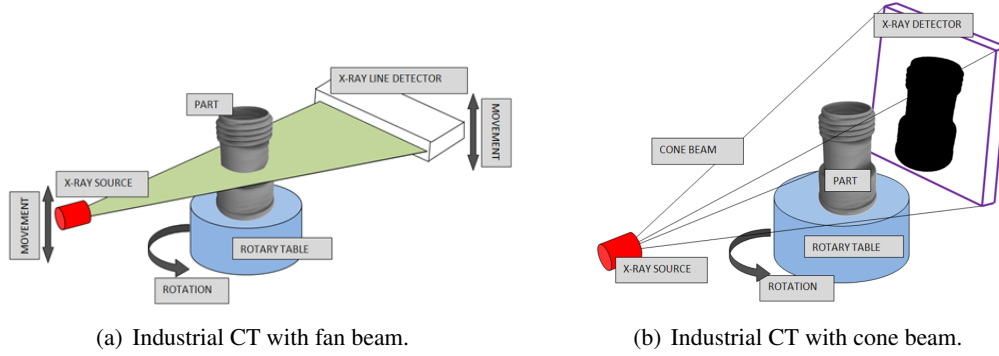 X-RAY LINE DETECTOR
PART
MOVEMENT
X-RAY SOURCE
MOVEMENT
ROTARY TABLE
ROTATION
(a) Industrial CT with fan beam.
X-RAY DETECTOR
CONE BEAM
PART
ROTARY TABLE
X-RAY SOURCE
ROTATION
(b) Industrial CT with cone beam.